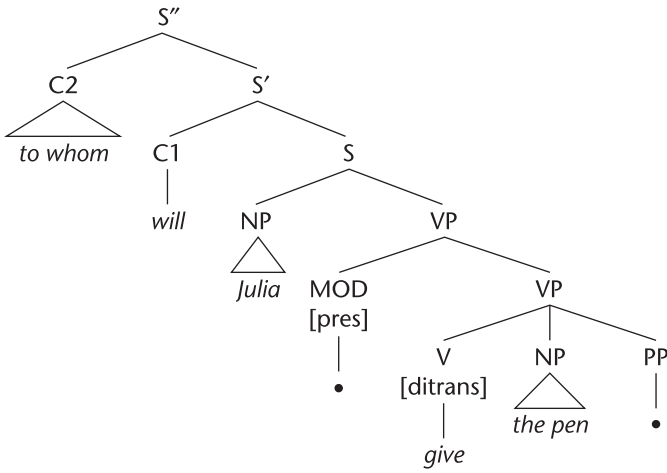 S″
C2 S′
to whom C1 S
will NP VP
Julia MOD VP
[pres]
V NP PP
• [ditrans]
the pen •
give